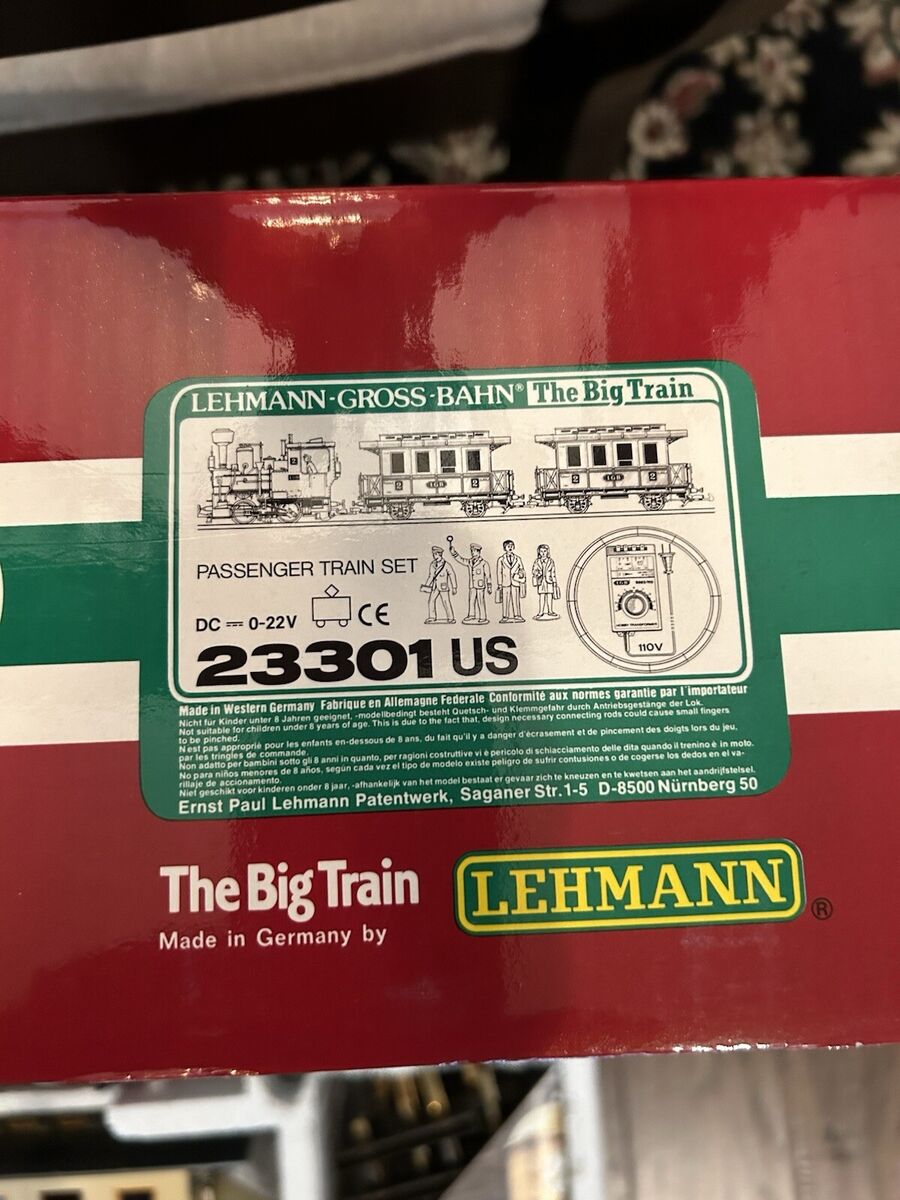 LEHMANN-GROSS-BAHN® The Big Train
PASSENGER TRAIN SET
DC 0-22V CE
110V
23301 US
Made in Western Germany Fabrique en Allemagne Federale Conformité aux normes garantie par l'importateur
Nicht für Kinder unter 8 Jahren geeignet, -modellbedingt besteht Quetsch- und Klemmgefahr durch Antriebsgestänge der Lok.
Not suitable for children under 8 years of age. This is due to the fact that, design necessary connecting rods could cause small fingers
to be pinched.
N'est pas approprié pour les enfants en-dessous de 8 ans, du fait qu'il y a danger d'écrasement et de pincement des doigts lors du jeu,
par les tringles de commande.
Non adatto per bambini sotto gli 8 anni in quanto, per ragioni costruttive vi è pericolo di schiacciamento delle dita quando il trenino è in moto.
No para niños menores de 8 años, según cada vez el tipo de modelo existe peligro de sufrir contusiones o de cogerse los dedos en el va-
rillaje de accionamento.
Niet geschikt voor kinderen onder 8 jaar, -afhankelijk van het model bestaat er gevaar zich te kneuzen en te kwetsen aan het aandrijfstelsel.
Ernst Paul Lehmann Patentwerk, Saganer Str. 1-5 D-8500 Nürnberg 50
The Big Train
Made in Germany by
LEHMANN®